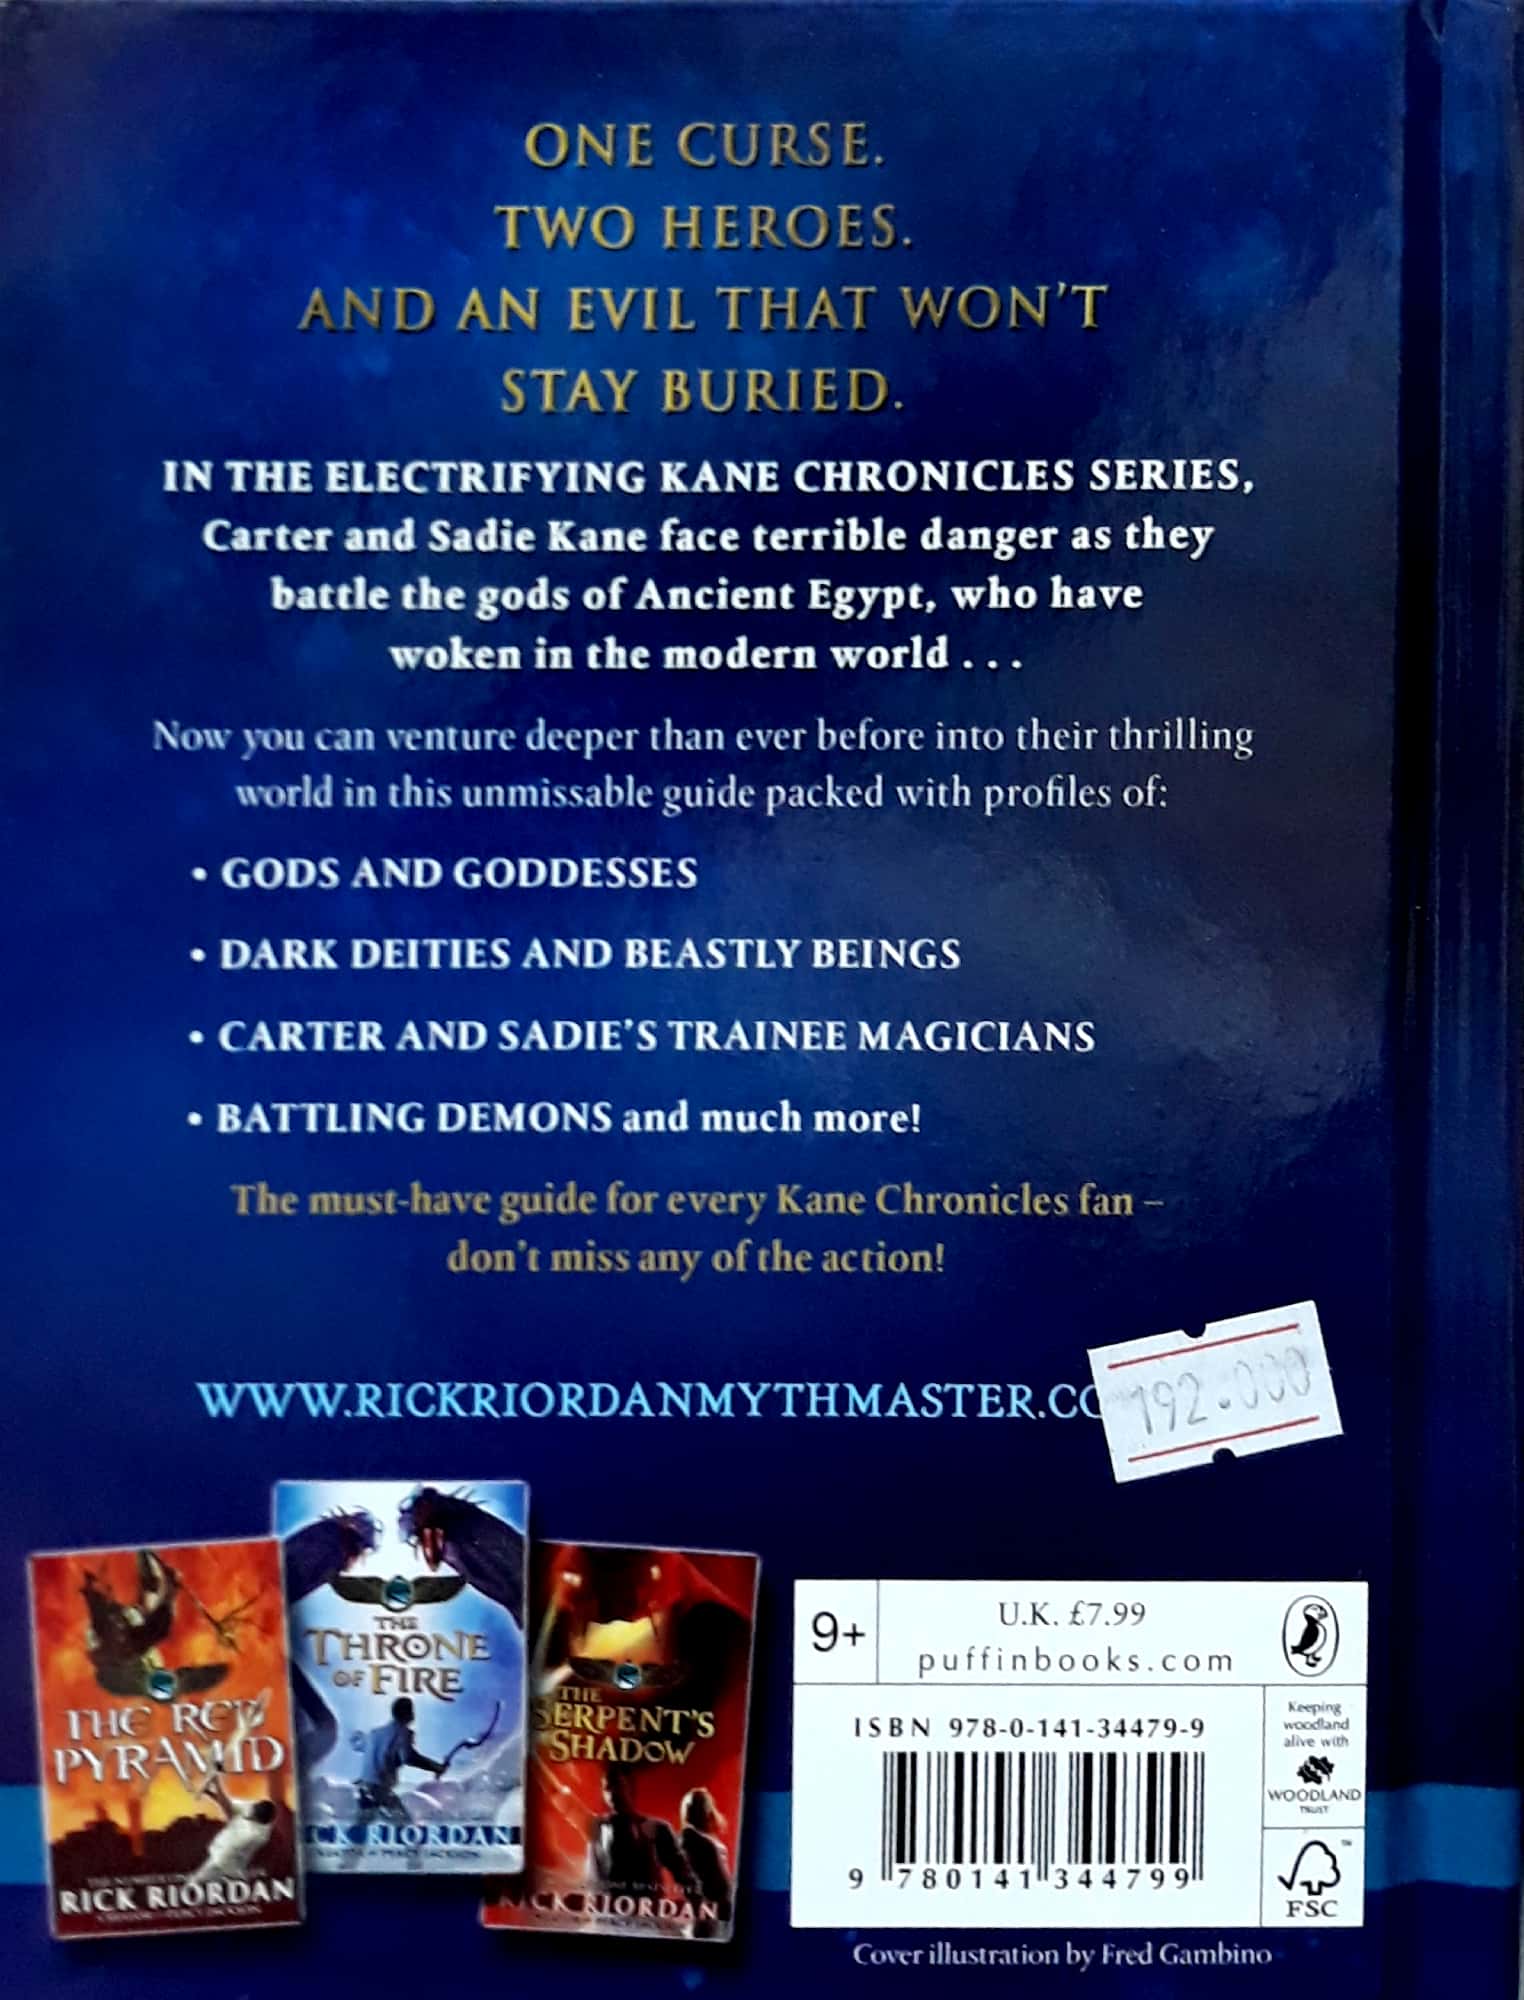 ONE CURSE.
TWO HEROES.
AND AN EVIL THAT WON'T
STAY BURIED.
IN THE ELECTRIFYING KANE CHRONICLES SERIES,
Carter and Sadie Kane face terrible danger as they
battle the gods of Ancient Egypt, who have
woken in the modern world . . .
Now you can venture deeper than ever before into their thrilling
world in this unmissable guide packed with profiles of:
• GODS AND GODDESSES
• DARK DEITIES AND BEASTLY BEINGS
• CARTER AND SADIE'S TRAINEE MAGICIANS
• BATTLING DEMONS and much more!
The must-have guide for every Kane Chronicles fan –
don't miss any of the action!
WWW.RICKRIORDANMYTHMASTER.CO
192.000
THE RED
PYRAMID
RICK RIORDAN
THE
THRONE
OF FIRE
CK RIORDAN
THE
SERPENT'S
SHADOW
RICK RIORDAN
9+
U.K. £7.99
puffinbooks.com
ISBN 978-0-141-34479-9
9 780141 344799
Keeping
woodland
alive with
WOODLAND
TRUST
FSC
™
Cover illustration by Fred Gambino